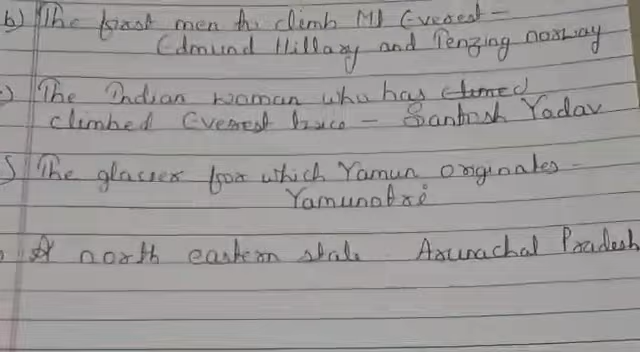 b) The first men to climb Mt Everest -
Edmund Hillary and Tenzing norway
The Indian woman who has climed
climbed Everest twice - Santosh Yadav
The glacier from which Yamun originates -
Yamunotri
A north eastern state Arunachal Pradesh